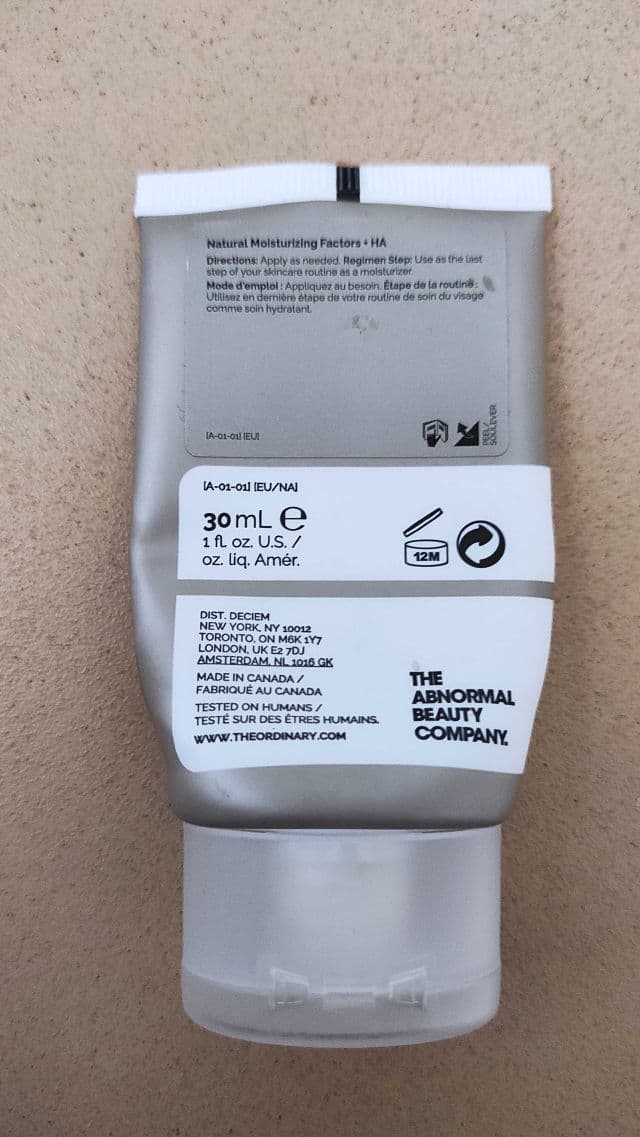 Natural Moisturizing Factors + HA
Directions: Apply as needed. Regimen Step: Use as the last
step of your skincare routine as a moisturizer.
Mode d'emploi : Appliquez au besoin. Étape de la routine :
Utilisez en dernière étape de votre routine de soin du visage
comme soin hydratant.
[A-01-01] [EU]
PEEL/
SOULEVER
[A-01-01] [EU/NA]
30 mL e
1 fl. oz. U.S. /
oz. liq. Amér.
12M
DIST. DECIEM
NEW YORK, NY 10012
TORONTO, ON M6K 1Y7
LONDON, UK E2 7DJ
AMSTERDAM, NL 1016 GK
MADE IN CANADA /
FABRIQUÉ AU CANADA
TESTED ON HUMANS /
TESTÉ SUR DES ÊTRES HUMAINS.
WWW.THEORDINARY.COM
THE
ABNORMAL
BEAUTY
COMPANY.